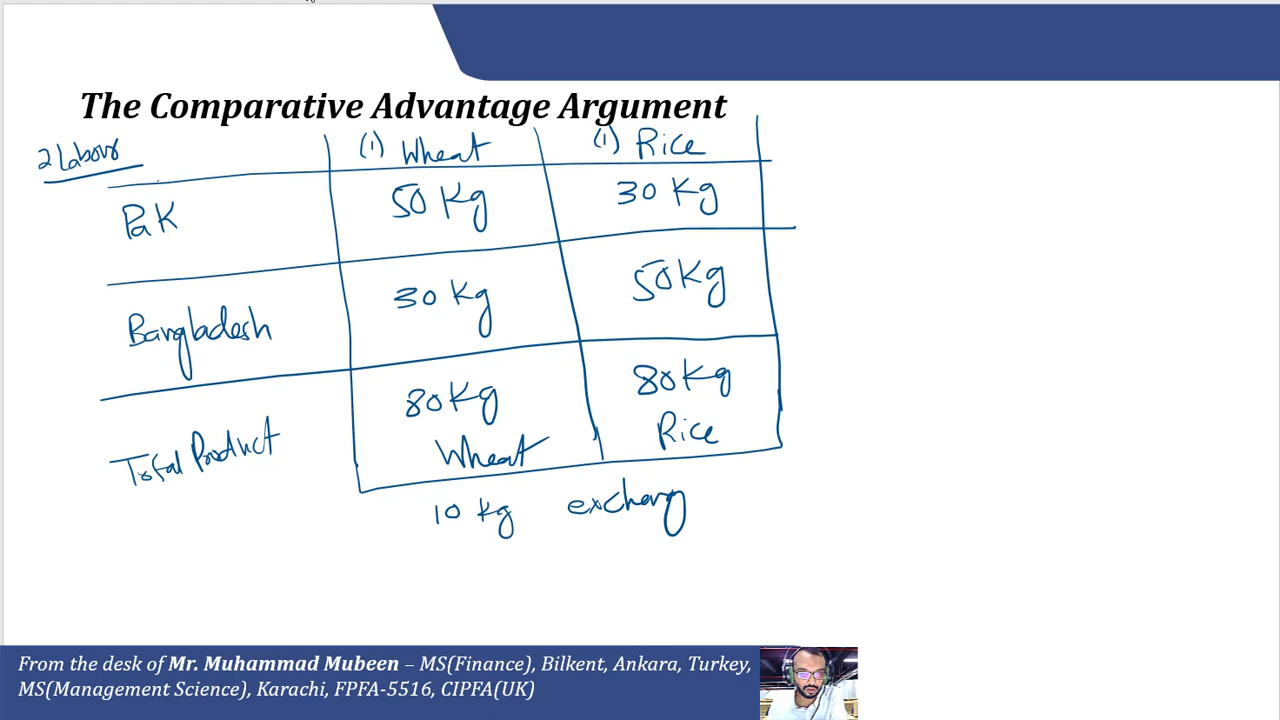 The Comparative Advantage Argument
2 Labour (1) Wheat (1) Rice
Pak 50 Kg 30 Kg
Bangladesh 30 Kg 50 Kg
Total Product 80 Kg 80 Kg
Wheat Rice
10 kg exchang
From the desk of Mr. Muhammad Mubeen – MS(Finance), Bilkent, Ankara, Turkey,
MS(Management Science), Karachi, FPFA-5516, CIPFA(UK)